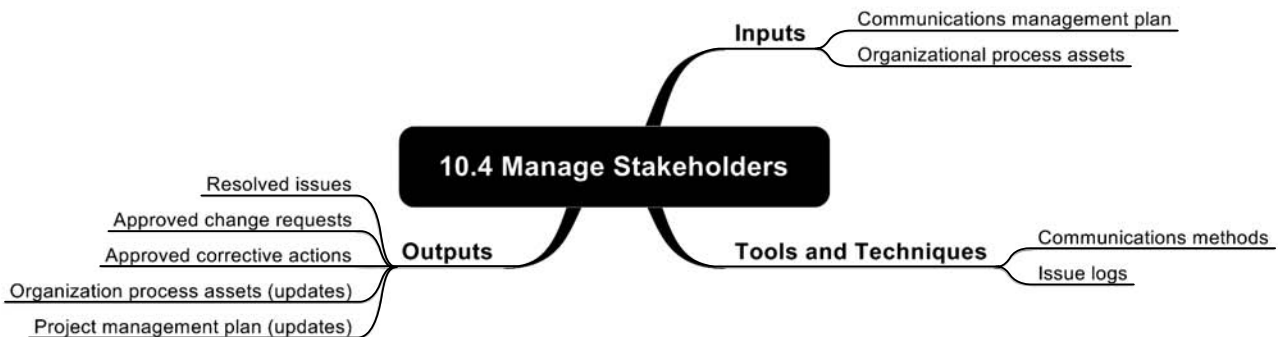 Inputs
Communications management plan
Organizational process assets
10.4 Manage Stakeholders
Resolved issues
Approved change requests
Approved corrective actions
Organization process assets (updates)
Project management plan (updates)
Outputs
Tools and Techniques
Communications methods
Issue logs